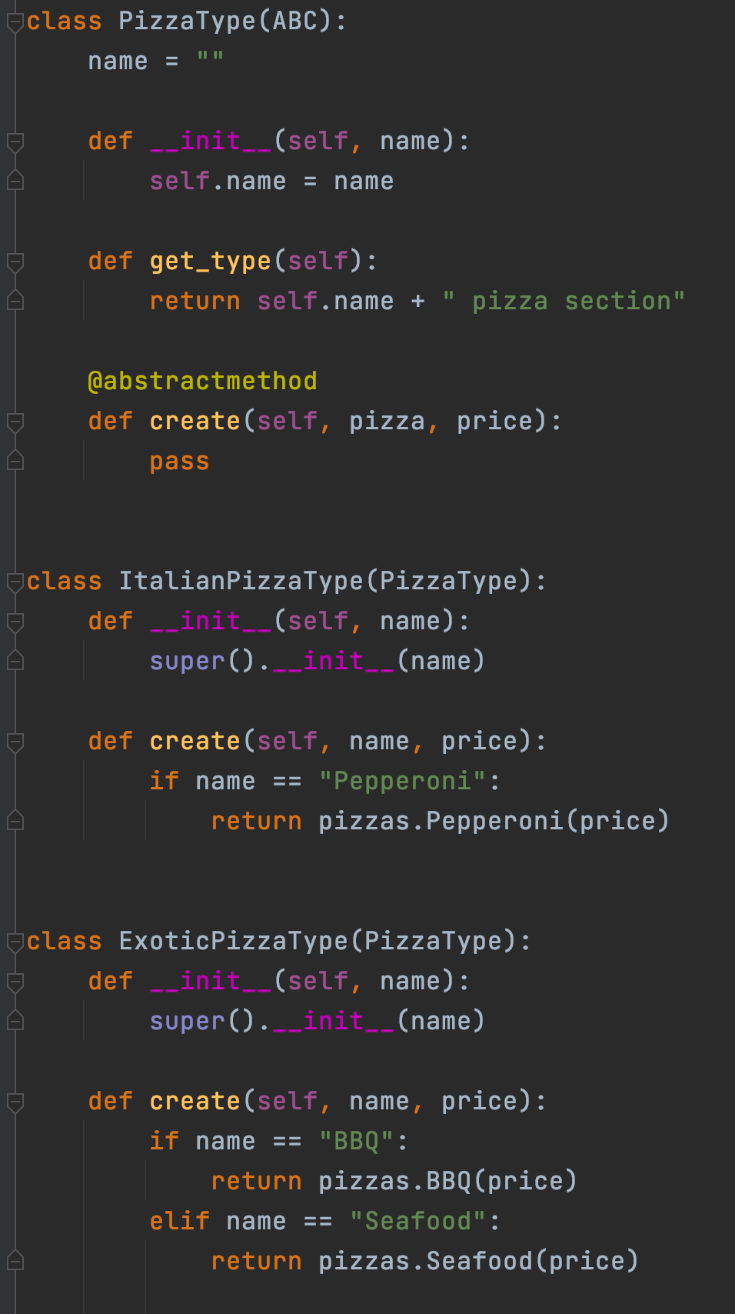 class PizzaType(ABC):
    name = ""

    def __init__(self, name):
        self.name = name

    def get_type(self):
        return self.name + " pizza section"

    @abstractmethod
    def create(self, pizza, price):
        pass


class ItalianPizzaType(PizzaType):
    def __init__(self, name):
        super().__init__(name)

    def create(self, name, price):
        if name == "Pepperoni":
            return pizzas.Pepperoni(price)


class ExoticPizzaType(PizzaType):
    def __init__(self, name):
        super().__init__(name)

    def create(self, name, price):
        if name == "BBQ":
            return pizzas.BBQ(price)
        elif name == "Seafood":
            return pizzas.Seafood(price)